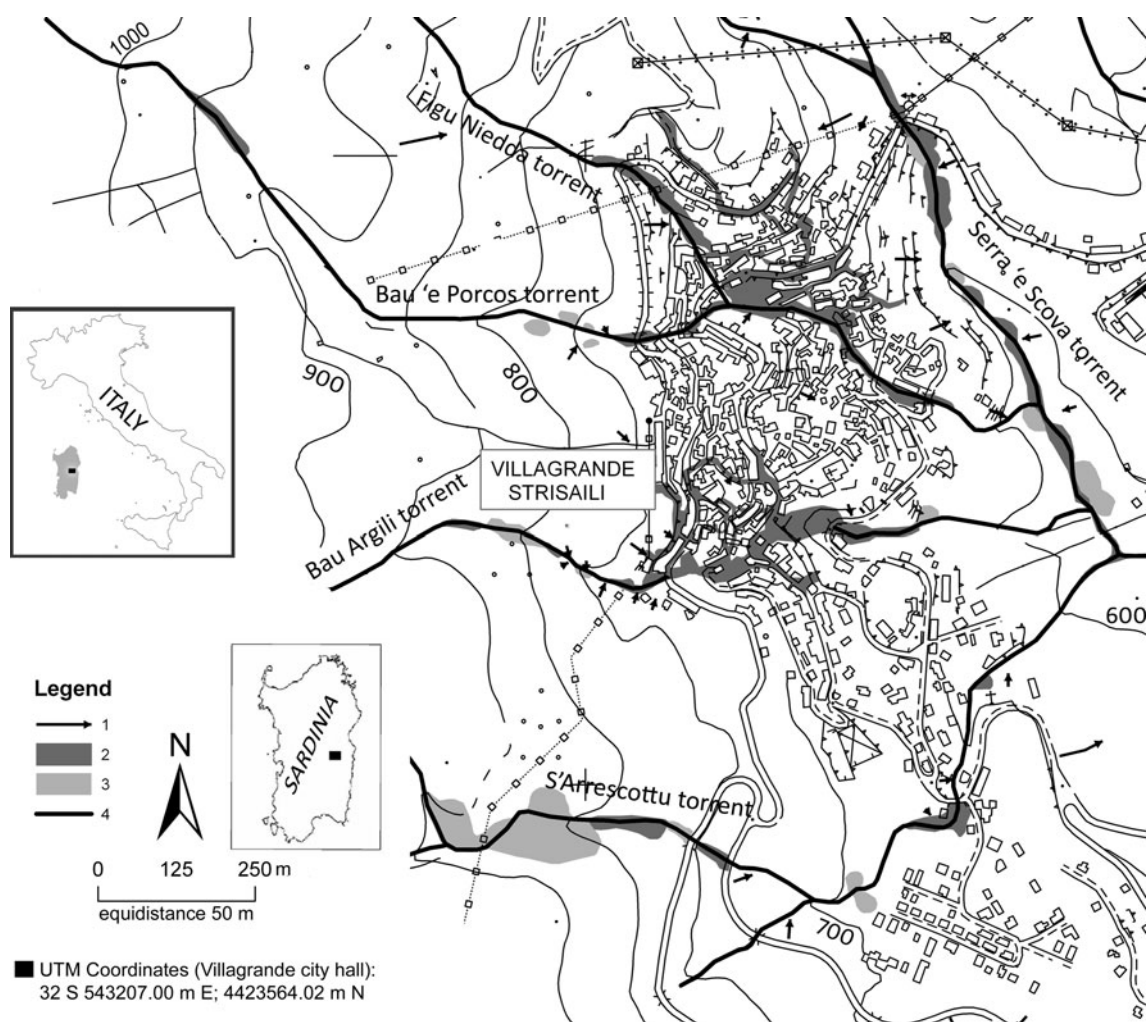 1000
Figu Niedda torrent
Serra 'e Scova torrent
Bau 'e Porcos torrent
900
800
ITALY
VILLAGRANDE
STRISAILI
Bau Argili torrent
600
Legend
1
2
3
4
N
SARDINIA
S'Arrescottu torrent
700
0 125 250 m
equidistance 50 m
UTM Coordinates (Villagrande city hall):
32 S 543207.00 m E; 4423564.02 m N